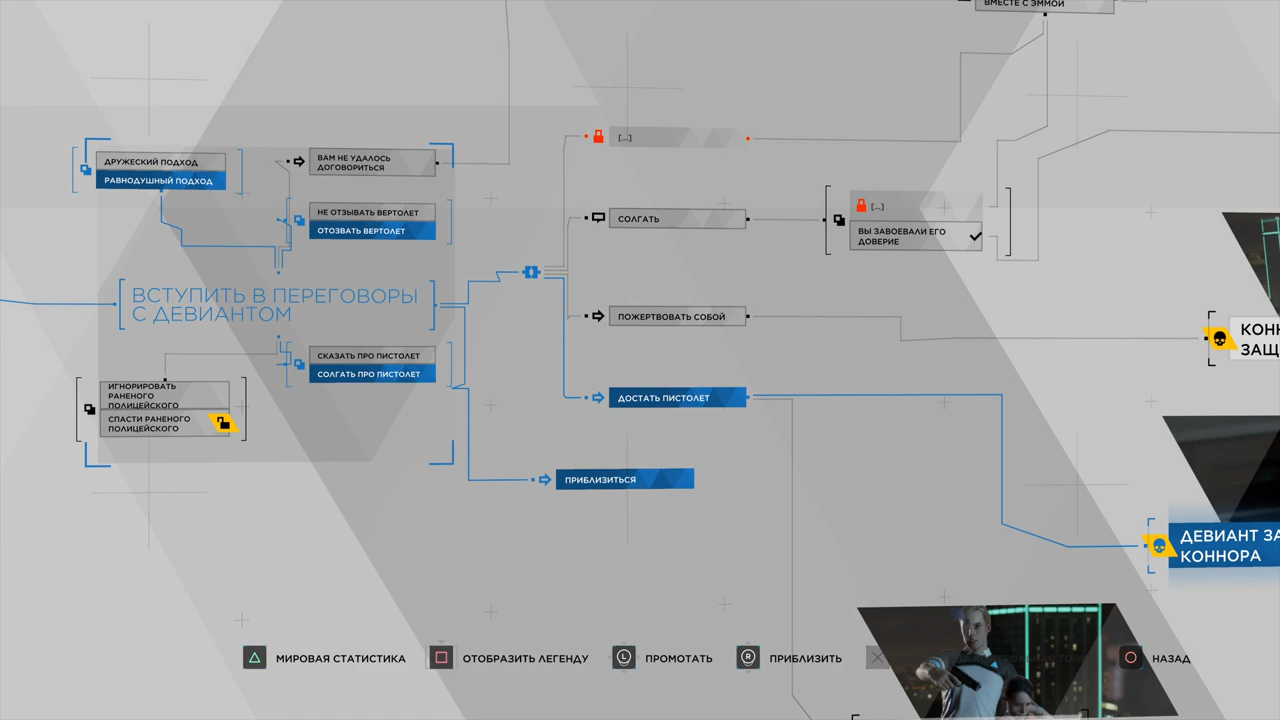 ВМЕСТЕ С ЭММОЙ
[...]
ДРУЖЕСКИЙ ПОДХОД
РАВНОДУШНЫЙ ПОДХОД
ВАМ НЕ УДАЛОСЬ
ДОГОВОРИТЬСЯ
НЕ ОТЗЫВАТЬ ВЕРТОЛЕТ
ОТОЗВАТЬ ВЕРТОЛЕТ
СОЛГАТЬ
[...]
ВЫ ЗАВОЕВАЛИ ЕГО
ДОВЕРИЕ
ВСТУПИТЬ В ПЕРЕГОВОРЫ
С ДЕВИАНТОМ
ПОЖЕРТВОВАТЬ СОБОЙ
СКАЗАТЬ ПРО ПИСТОЛЕТ
СОЛГАТЬ ПРО ПИСТОЛЕТ
ИГНОРИРОВАТЬ
РАНЕНОГО
ПОЛИЦЕЙСКОГО
СПАСТИ РАНЕНОГО
ПОЛИЦЕЙСКОГО
ДОСТАТЬ ПИСТОЛЕТ
ПРИБЛИЗИТЬСЯ
ДЕВИАНТ ЗА
КОННОРА
МИРОВАЯ СТАТИСТИКА
ОТОБРАЗИТЬ ЛЕГЕНДУ
L
ПРОМОТАТЬ
R
ПРИБЛИЗИТЬ
НАЗАД